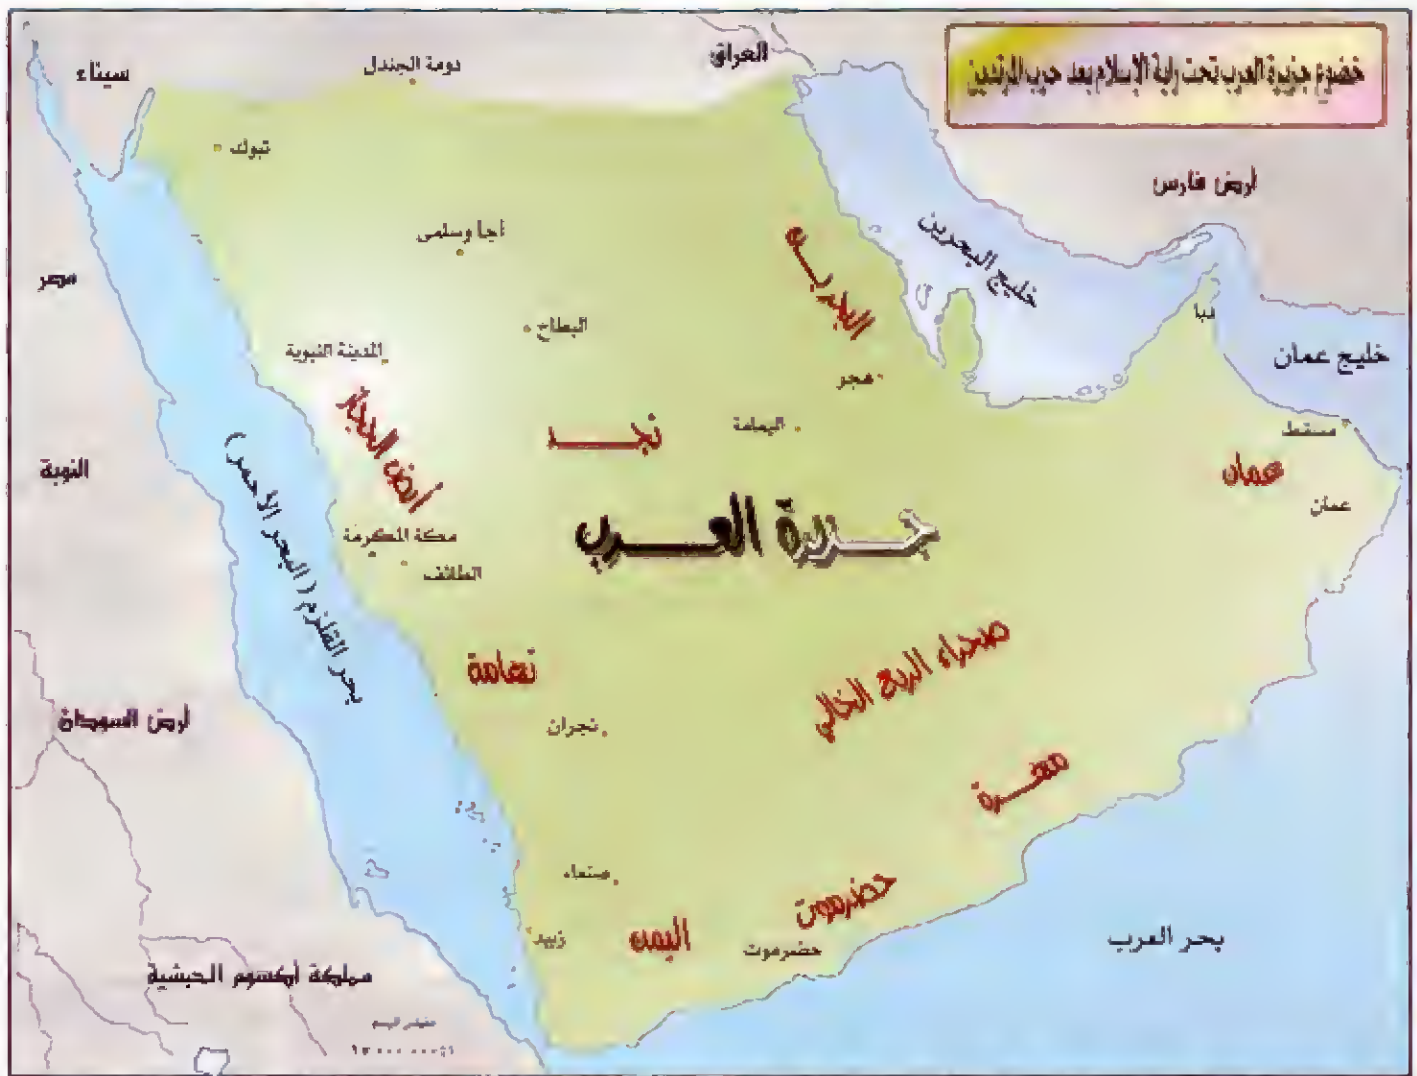 خضوع جزيرة العرب تحت راية الإسلام بعد حرب المرتدين
العراق
سيناء
دومة الجندل
تبوك
أرض فارس
أجا وسلمى
خليج البحرين
البحرين
مصر
دبا
البطاح
المدينة النبوية
خليج عمان
هجر
أرض الحجاز
نجد
اليمامة
مسقط
عمان
النوبة
عمان
جزيرة العرب
مكة المكرمة
الطائف
بحر القلزم (البحر الأحمر)
صحراء الربع الخالي
تهامة
أرض السودان
نجران
مهرة
صنعاء
حضرموت
زبيد
اليمن
حضرموت
بحر العرب
مملكة أكسوم الحبشية